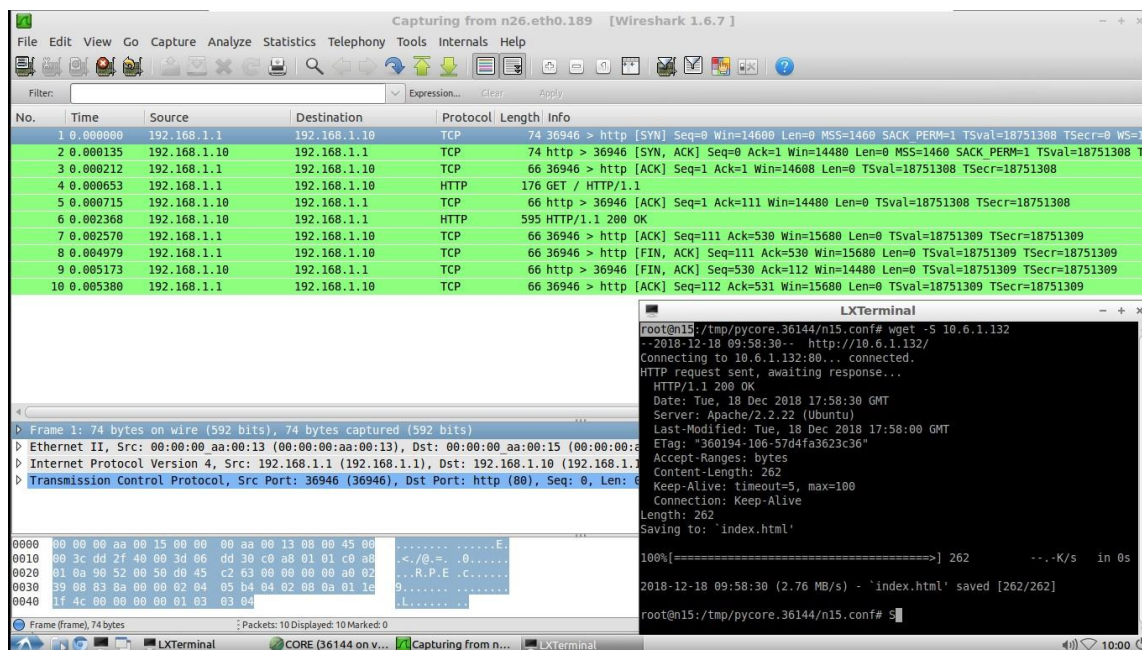 Capturing from n26.eth0.189 [Wireshark 1.6.7 ]
File Edit View Go Capture Analyze Statistics Telephony Tools Internals Help
Filter: Expression... Clear Apply
No. Time Source Destination Protocol Length Info
1 0.000000 192.168.1.1 192.168.1.10 TCP 74 36946 > http [SYN] Seq=0 Win=14600 Len=0 MSS=1460 SACK_PERM=1 TSval=18751308 TSecr=0 WS=1
2 0.000135 192.168.1.10 192.168.1.1 TCP 74 http > 36946 [SYN, ACK] Seq=0 Ack=1 Win=14480 Len=0 MSS=1460 SACK_PERM=1 TSval=18751308 T
3 0.000212 192.168.1.1 192.168.1.10 TCP 66 36946 > http [ACK] Seq=1 Ack=1 Win=14608 Len=0 TSval=18751308 TSecr=18751308
4 0.000653 192.168.1.1 192.168.1.10 HTTP 176 GET / HTTP/1.1
5 0.000715 192.168.1.10 192.168.1.1 TCP 66 http > 36946 [ACK] Seq=1 Ack=111 Win=14480 Len=0 TSval=18751308 TSecr=18751308
6 0.002368 192.168.1.10 192.168.1.1 HTTP 595 HTTP/1.1 200 OK
7 0.002570 192.168.1.1 192.168.1.10 TCP 66 36946 > http [ACK] Seq=111 Ack=530 Win=15680 Len=0 TSval=18751309 TSecr=18751309
8 0.004979 192.168.1.1 192.168.1.10 TCP 66 36946 > http [FIN, ACK] Seq=111 Ack=530 Win=15680 Len=0 TSval=18751309 TSecr=18751309
9 0.005173 192.168.1.10 192.168.1.1 TCP 66 http > 36946 [FIN, ACK] Seq=530 Ack=112 Win=14480 Len=0 TSval=18751309 TSecr=18751309
10 0.005380 192.168.1.1 192.168.1.10 TCP 66 36946 > http [ACK] Seq=112 Ack=531 Win=15680 Len=0 TSval=18751309 TSecr=18751309
Frame 1: 74 bytes on wire (592 bits), 74 bytes captured (592 bits)
Ethernet II, Src: 00:00:00_aa:00:13 (00:00:00:aa:00:13), Dst: 00:00:00_aa:00:15 (00:00:00:a
Internet Protocol Version 4, Src: 192.168.1.1 (192.168.1.1), Dst: 192.168.1.10 (192.168.1.1
Transmission Control Protocol, Src Port: 36946 (36946), Dst Port: http (80), Seq: 0, Len: 0
0000 00 00 00 aa 00 15 00 00 00 aa 00 13 08 00 45 00 ........ ......E.
0010 00 3c dd 2f 40 00 3d 06 dd 30 c0 a8 01 01 c0 a8 .<./@.=. .0......
0020 01 0a 90 52 00 50 d0 45 c2 63 00 00 00 00 a0 02 ...R.P.E .c......
0030 39 08 83 8a 00 00 02 04 05 b4 04 02 08 0a 01 1e 9....... ........
0040 1f 4c 00 00 00 00 01 03 03 04 .L...... ..
Frame (frame), 74 bytes Packets: 10 Displayed: 10 Marked: 0
LXTerminal
root@n15:/tmp/pycore.36144/n15.conf# wget -S 10.6.1.132
--2018-12-18 09:58:30-- http://10.6.1.132/
Connecting to 10.6.1.132:80... connected.
HTTP request sent, awaiting response...
HTTP/1.1 200 OK
Date: Tue, 18 Dec 2018 17:58:30 GMT
Server: Apache/2.2.22 (Ubuntu)
Last-Modified: Tue, 18 Dec 2018 17:58:00 GMT
ETag: "360194-106-57d4fa3623c36"
Accept-Ranges: bytes
Content-Length: 262
Keep-Alive: timeout=5, max=100
Connection: Keep-Alive
Length: 262
Saving to: `index.html'
100%[======================================>] 262 --.-K/s in 0s
2018-12-18 09:58:30 (2.76 MB/s) - `index.html' saved [262/262]
root@n15:/tmp/pycore.36144/n15.conf# S
LXTerminal CORE (36144 on v... Capturing from n... LXTerminal 10:00